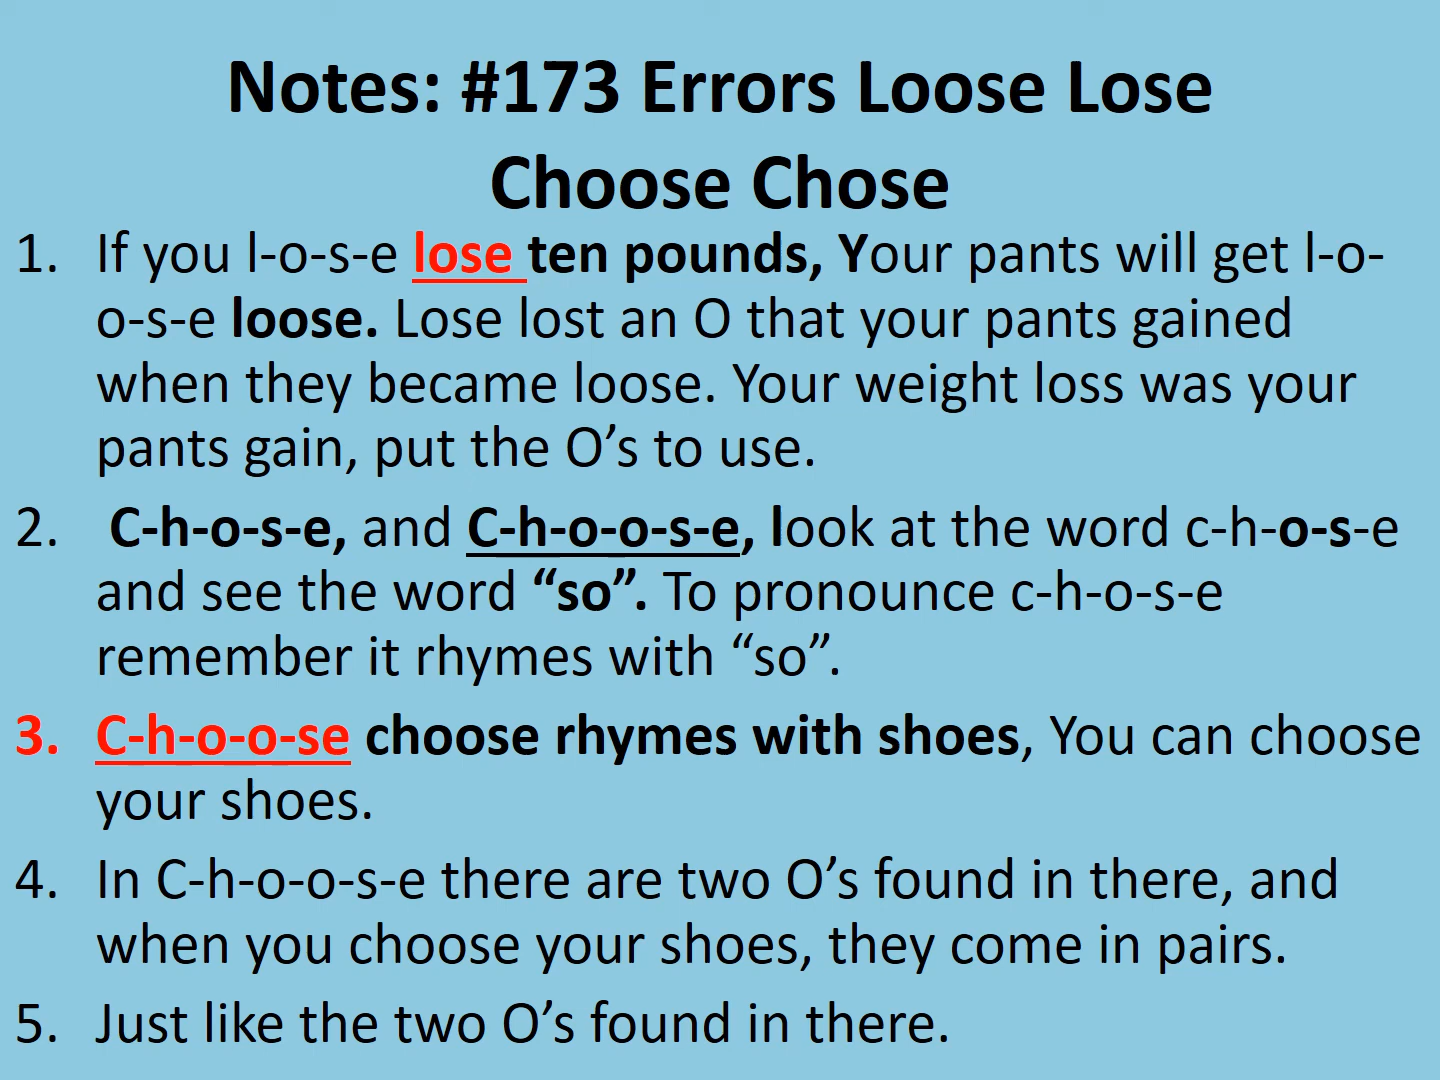 Notes: #173 Errors Loose Lose
Choose Chose
1. If you l-o-s-e lose ten pounds, Your pants will get l-o-
o-s-e loose. Lose lost an O that your pants gained
when they became loose. Your weight loss was your
pants gain, put the O’s to use.
2. C-h-o-s-e, and C-h-o-o-s-e, look at the word c-h-o-s-e
and see the word “so”. To pronounce c-h-o-s-e
remember it rhymes with “so”.
3. C-h-o-o-se choose rhymes with shoes, You can choose
your shoes.
4. In C-h-o-o-s-e there are two O’s found in there, and
when you choose your shoes, they come in pairs.
5. Just like the two O’s found in there.